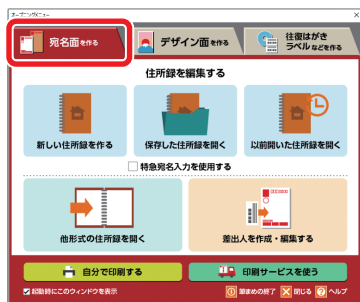 オープニングメニュー
宛名面を作る
デザイン面を作る
往復はがき
ラベルなどを作る
住所録を編集する
新しい住所録を作る
保存した住所録を開く
以前開いた住所録を開く
特急宛名入力を使用する
他形式の住所録を開く
差出人を作成・編集する
自分で印刷する
印刷サービスを使う
起動時にこのウィンドウを表示
筆まめの終了
閉じる
ヘルプ